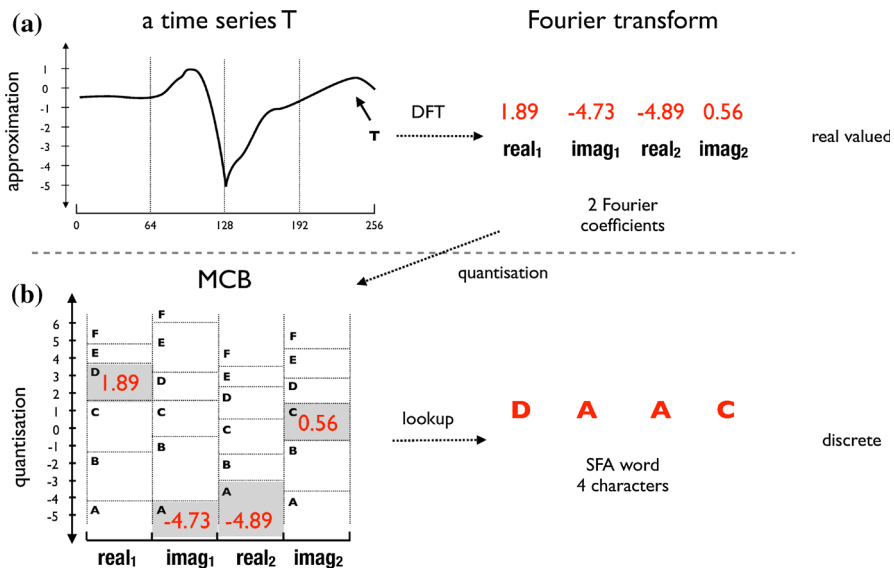 (a)
a time series T
Fourier transform
approximation
1
0
-1
-2
-3
-4
-5
0 64 128 192 256
T
DFT
1.89 -4.73 -4.89 0.56
real1 imag1 real2 imag2
real valued
2 Fourier
coefficients
quantisation
(b)
MCB
quantisation
6
5
4
3
2
1
0
-1
-2
-3
-4
-5
F
E
D
1.89
C
B
A
real1
F
E
D
C
B
A
-4.73
imag1
F
E
D
C
B
A
-4.89
real2
F
E
D
C
0.56
B
A
imag2
lookup
D A A C
SFA word
4 characters
discrete